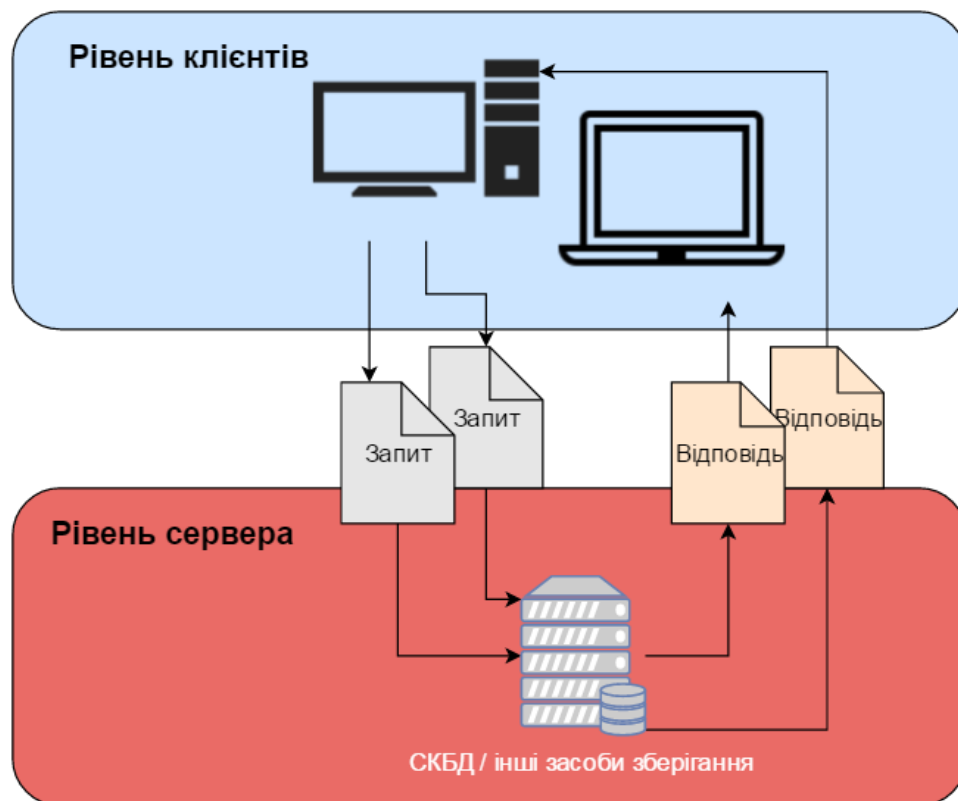 Рівень клієнтів
Запит
Запит
Відповідь
Відповідь
Рівень сервера
СКБД / інші засоби зберігання